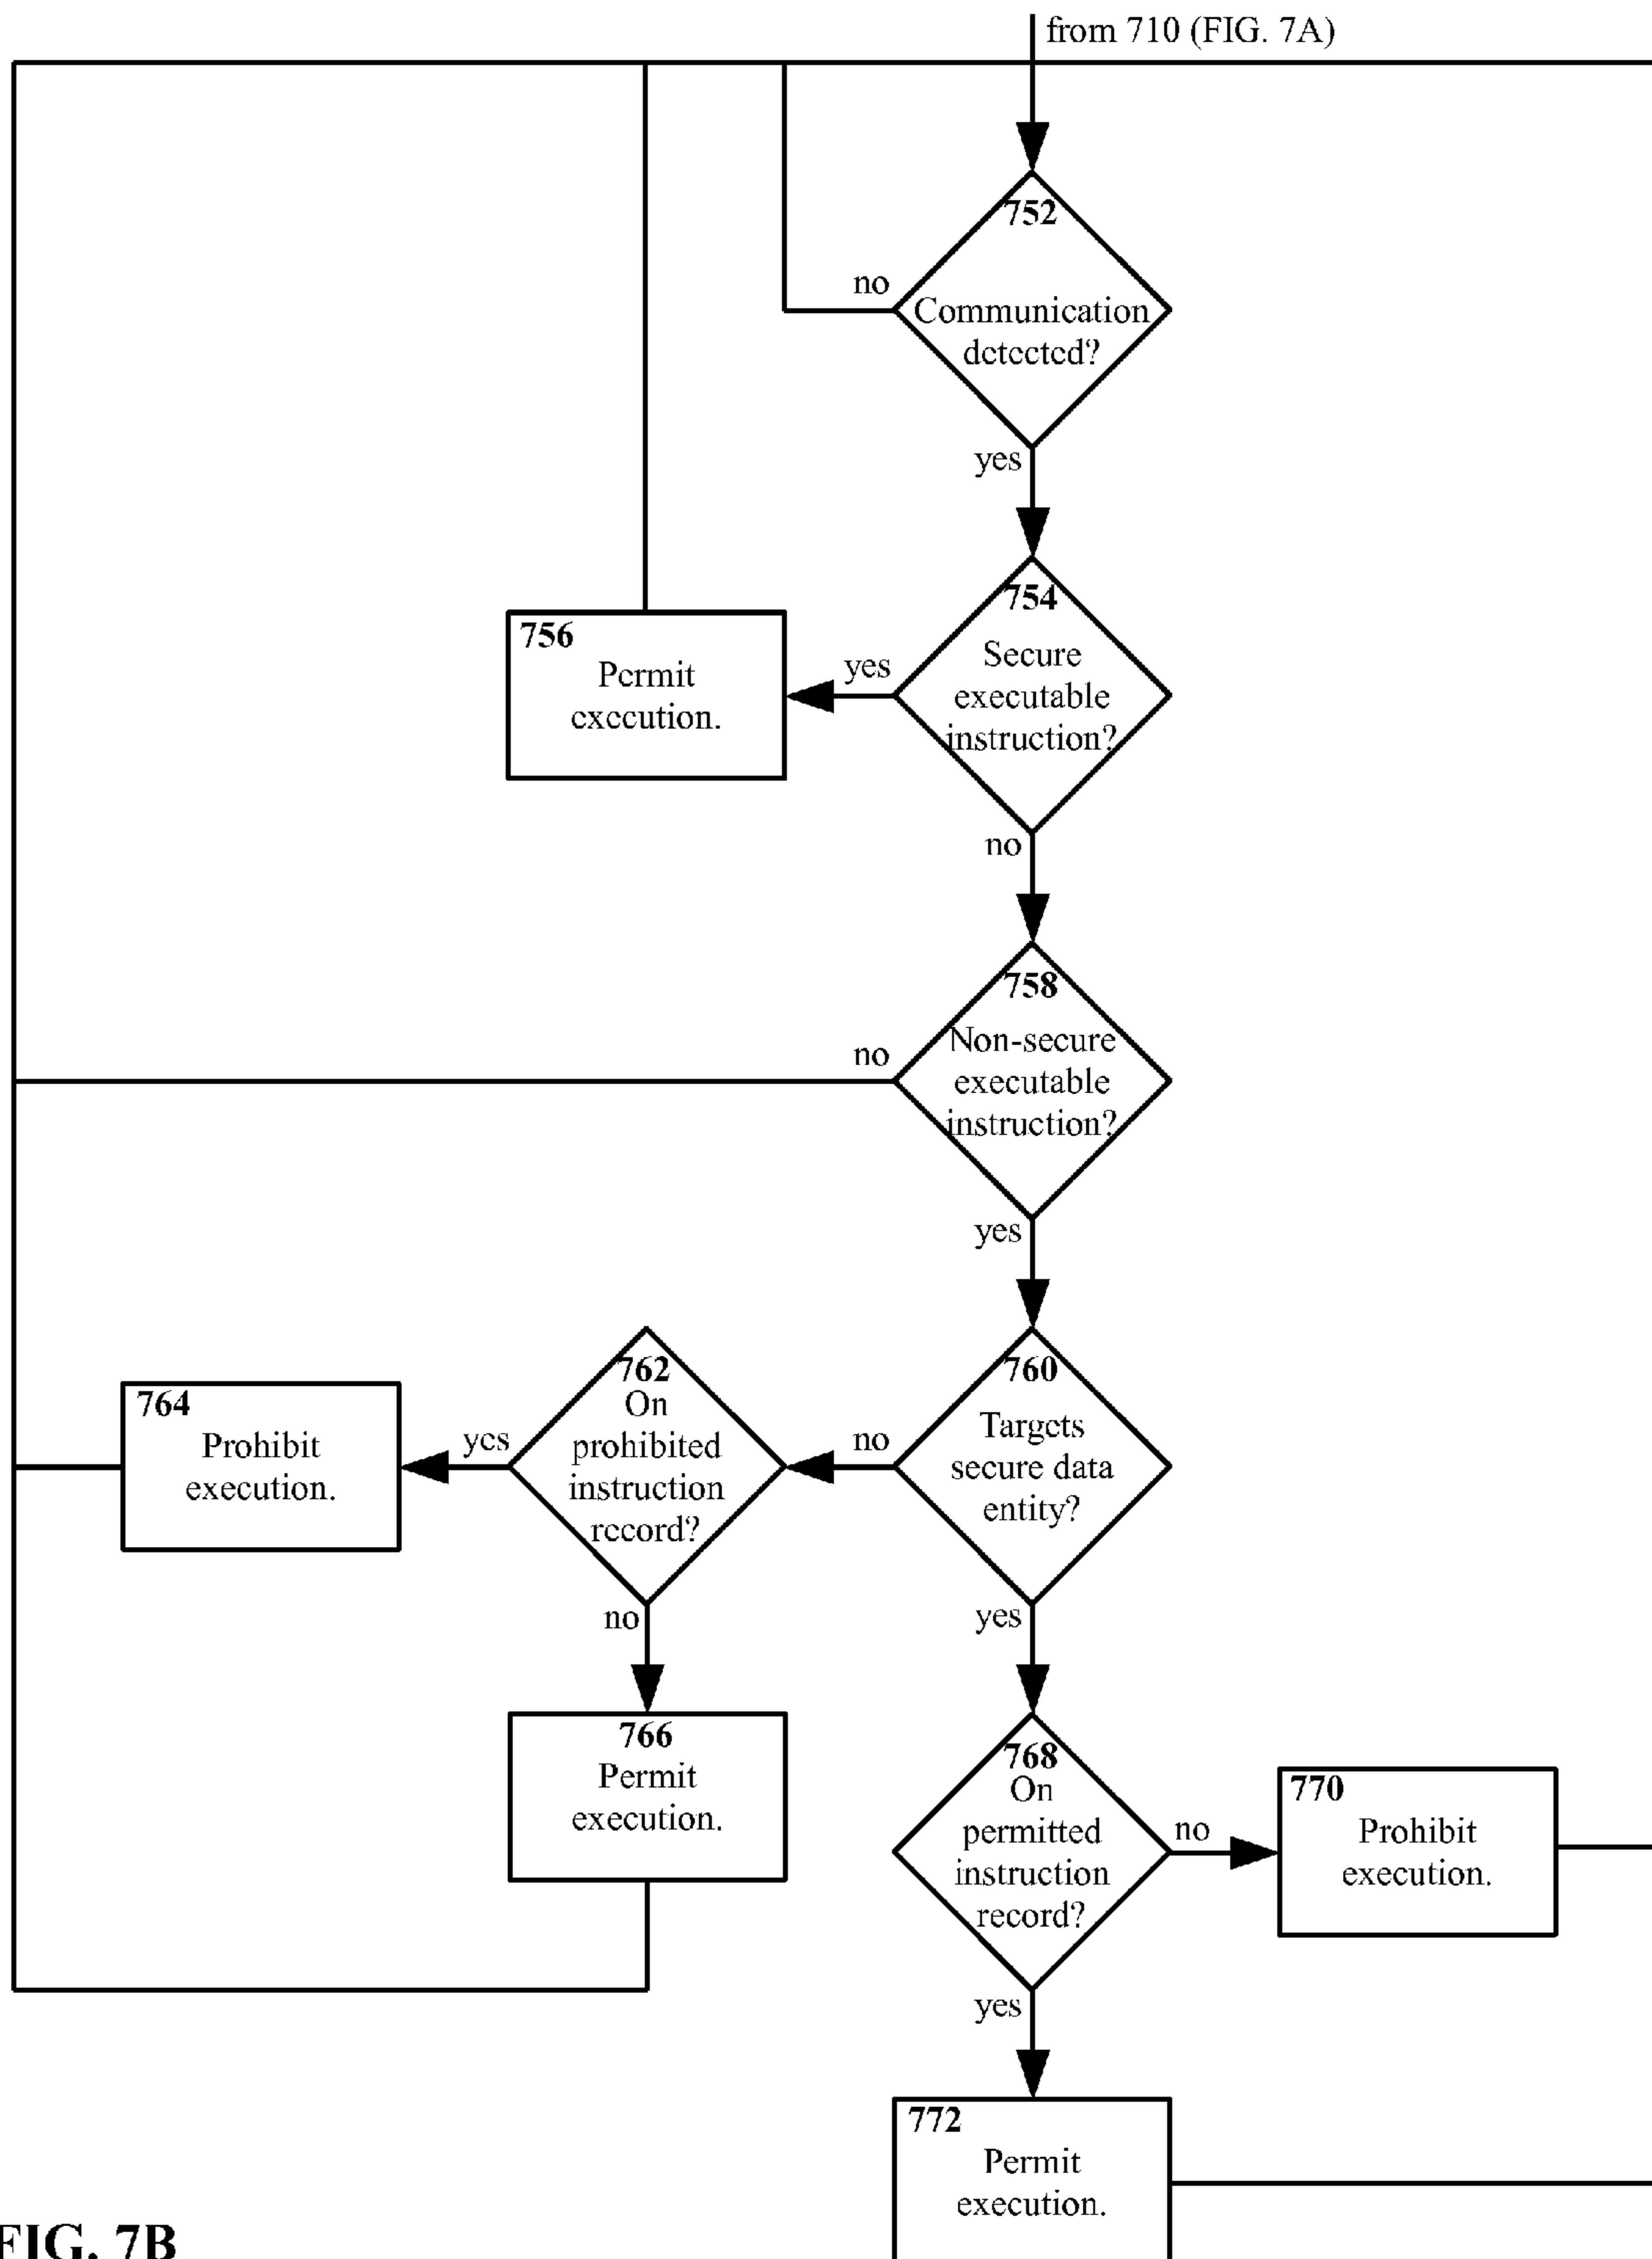 from 710 (FIG. 7A)
752
no
Communication
detected?
yes
754
Secure
executable
instruction?
yes
756
Permit
execution.
no
758
Non-secure
executable
instruction?
no
yes
760
Targets
secure data
entity?
no
762
On
prohibited
instruction
record?
yes
764
Prohibit
execution.
no
766
Permit
execution.
yes
768
On
permitted
instruction
record?
no
770
Prohibit
execution.
yes
772
Permit
execution.
FIG. 7B